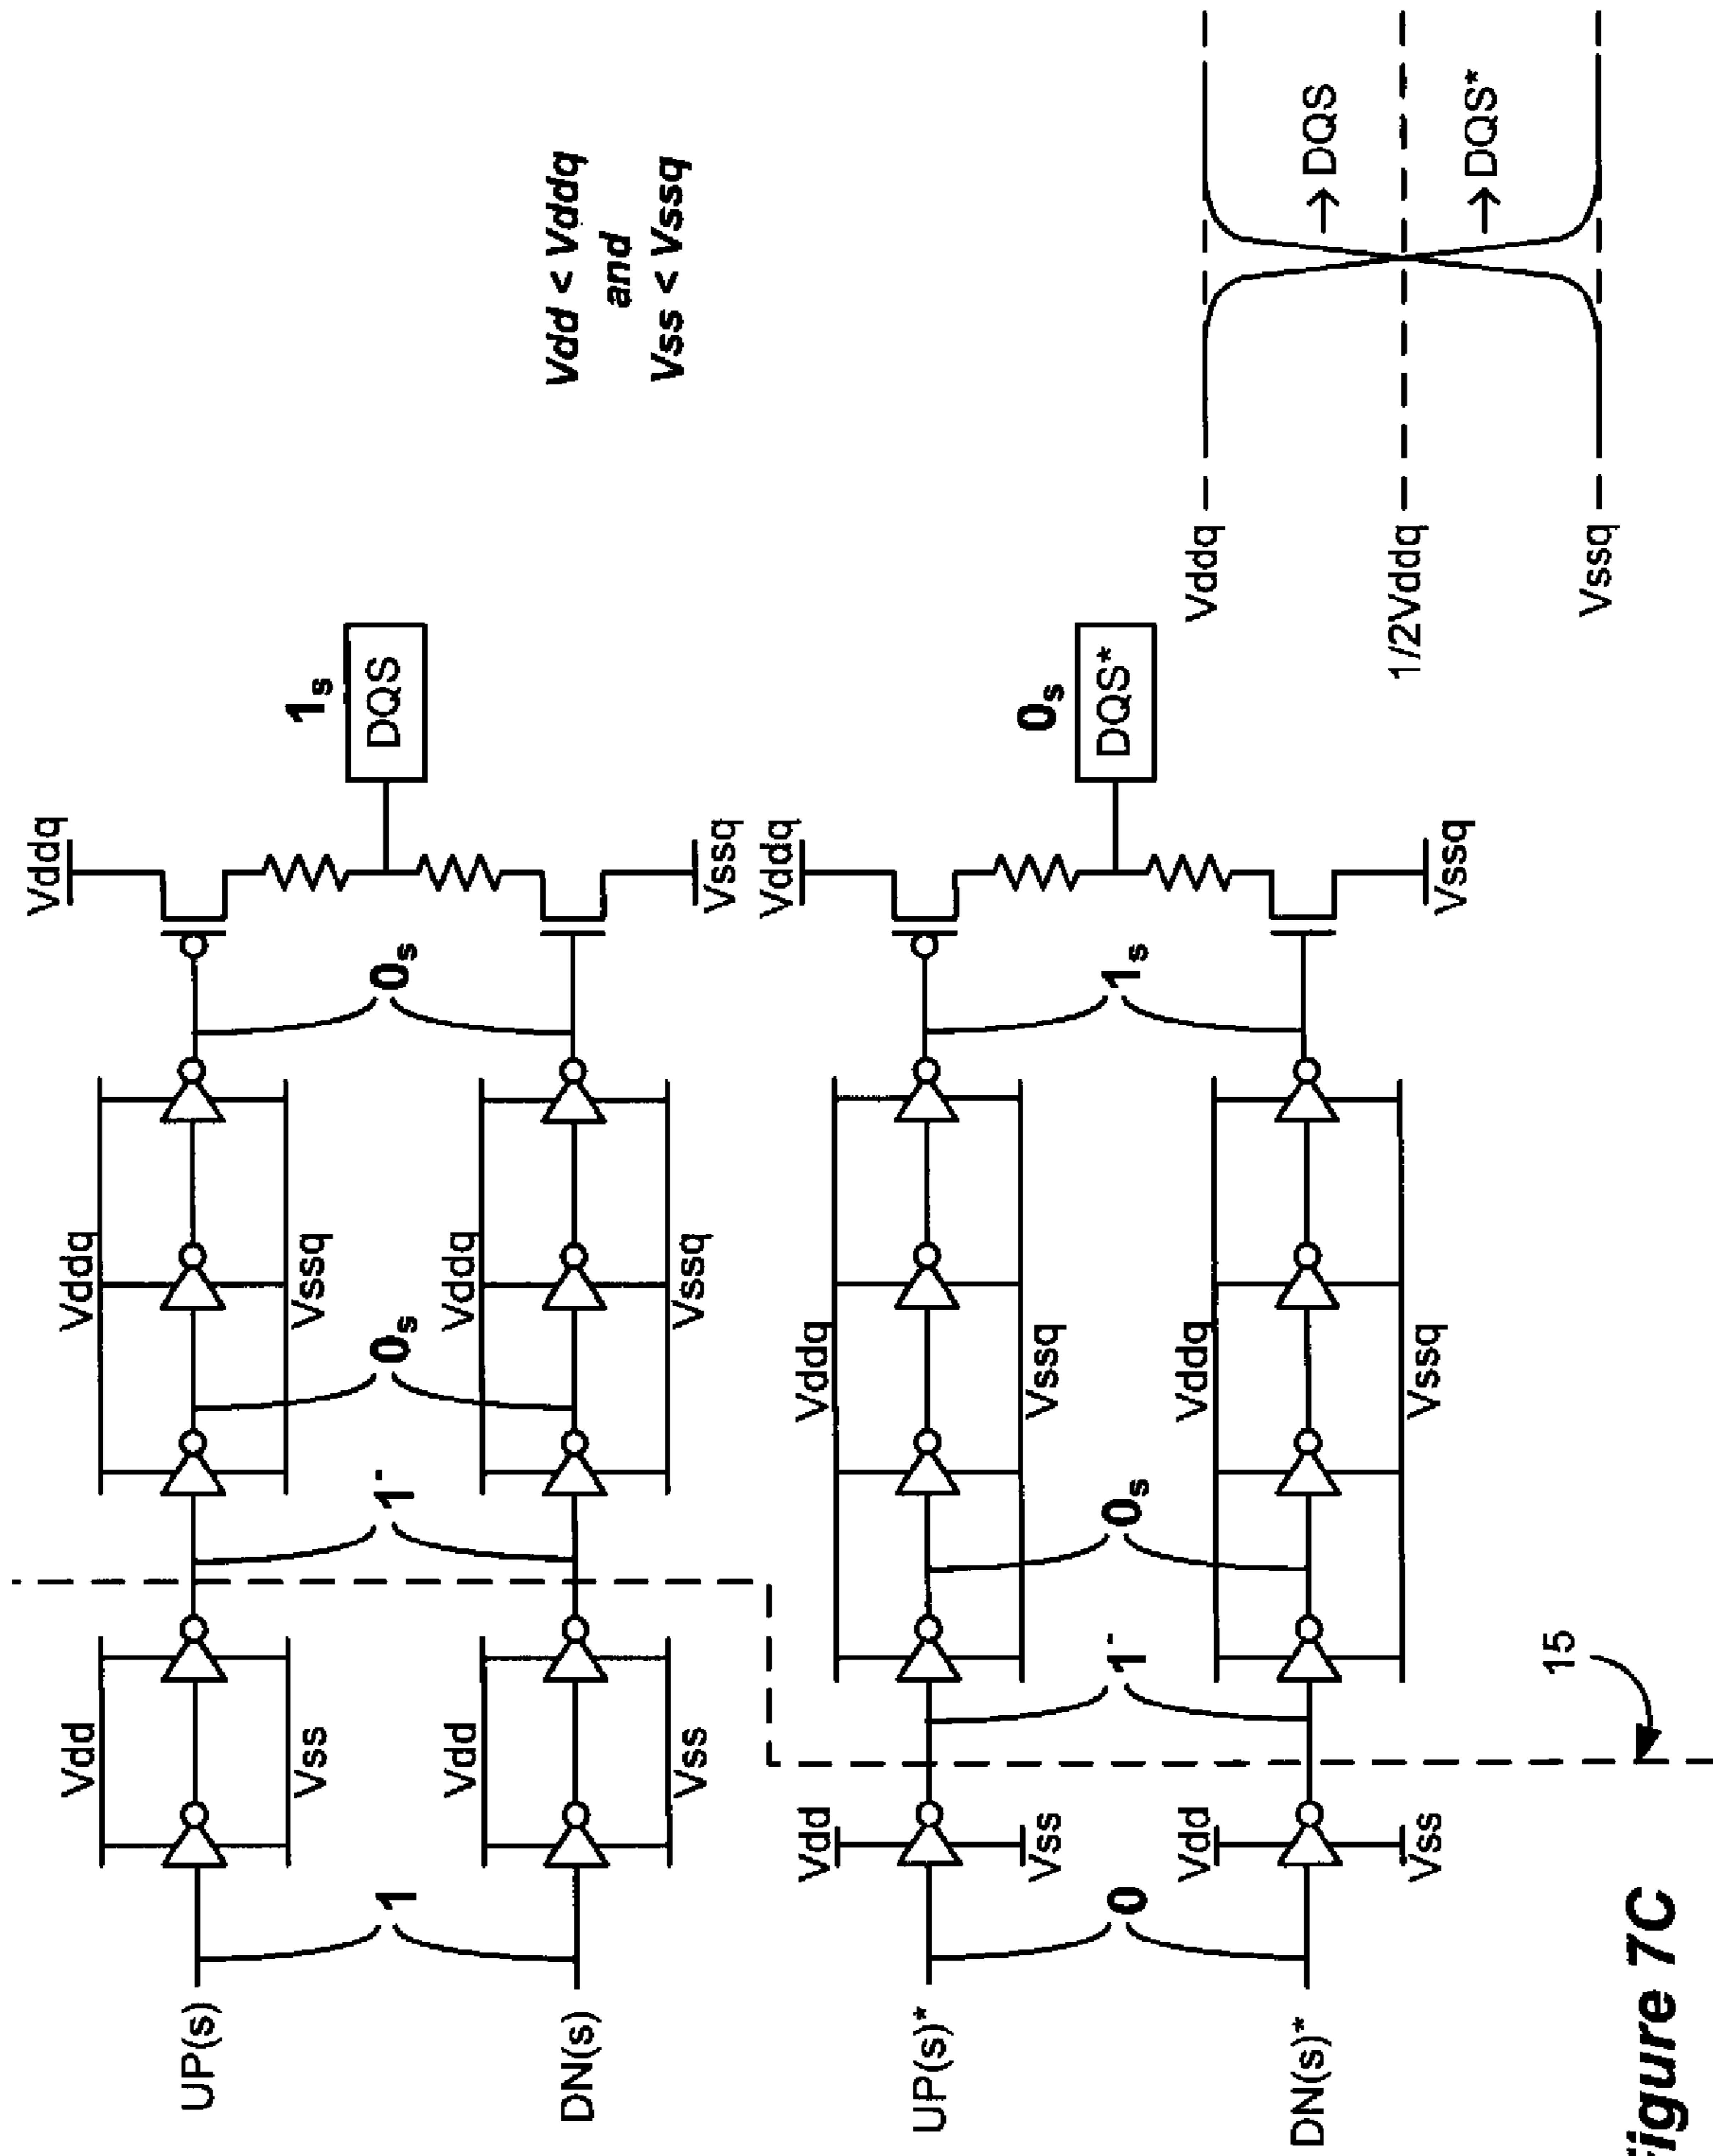 UP(s)
DN(s)
1
Vdd
Vss
Vdd
Vss
1-
Vddq
Vssq
0s
Vddq
Vssq
0s
Vddq
Vssq
1s
DQS
Vdd < Vddq
and
Vss < Vssq
UP(s)*
DN(s)*
0
Vdd
Vss
Vdd
Vss
1-
0s
Vddq
Vssq
Vddq
Vssq
1s
Vddq
Vssq
0s
DQS*
Vddq
1/2Vddq
Vssq
DQS
DQS*
15
Figure 7C